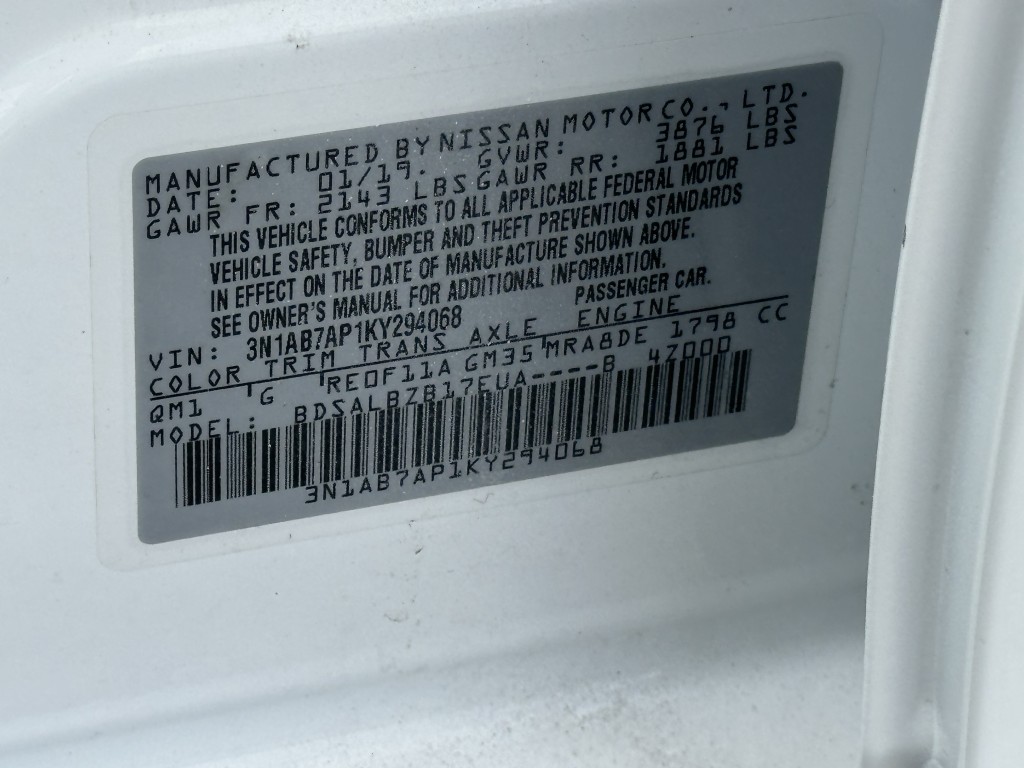 MANUFACTURED BY NISSAN MOTOR CO., LTD.
DATE: 01/19. GVWR: 3876 LBS
GAWR FR: 2143 LBS GAWR RR: 1881 LBS
THIS VEHICLE CONFORMS TO ALL APPLICABLE FEDERAL MOTOR
VEHICLE SAFETY, BUMPER AND THEFT PREVENTION STANDARDS
IN EFFECT ON THE DATE OF MANUFACTURE SHOWN ABOVE.
SEE OWNER'S MANUAL FOR ADDITIONAL INFORMATION.
VIN: 3N1AB7AP1KY294068 PASSENGER CAR.
COLOR TRIM TRANS AXLE ENGINE
QM1 G RE0F11A GM35 MRA8DE 1798 CC
MODEL: BDSALBZB17EUA----B 47000
3N1AB7AP1KY294068